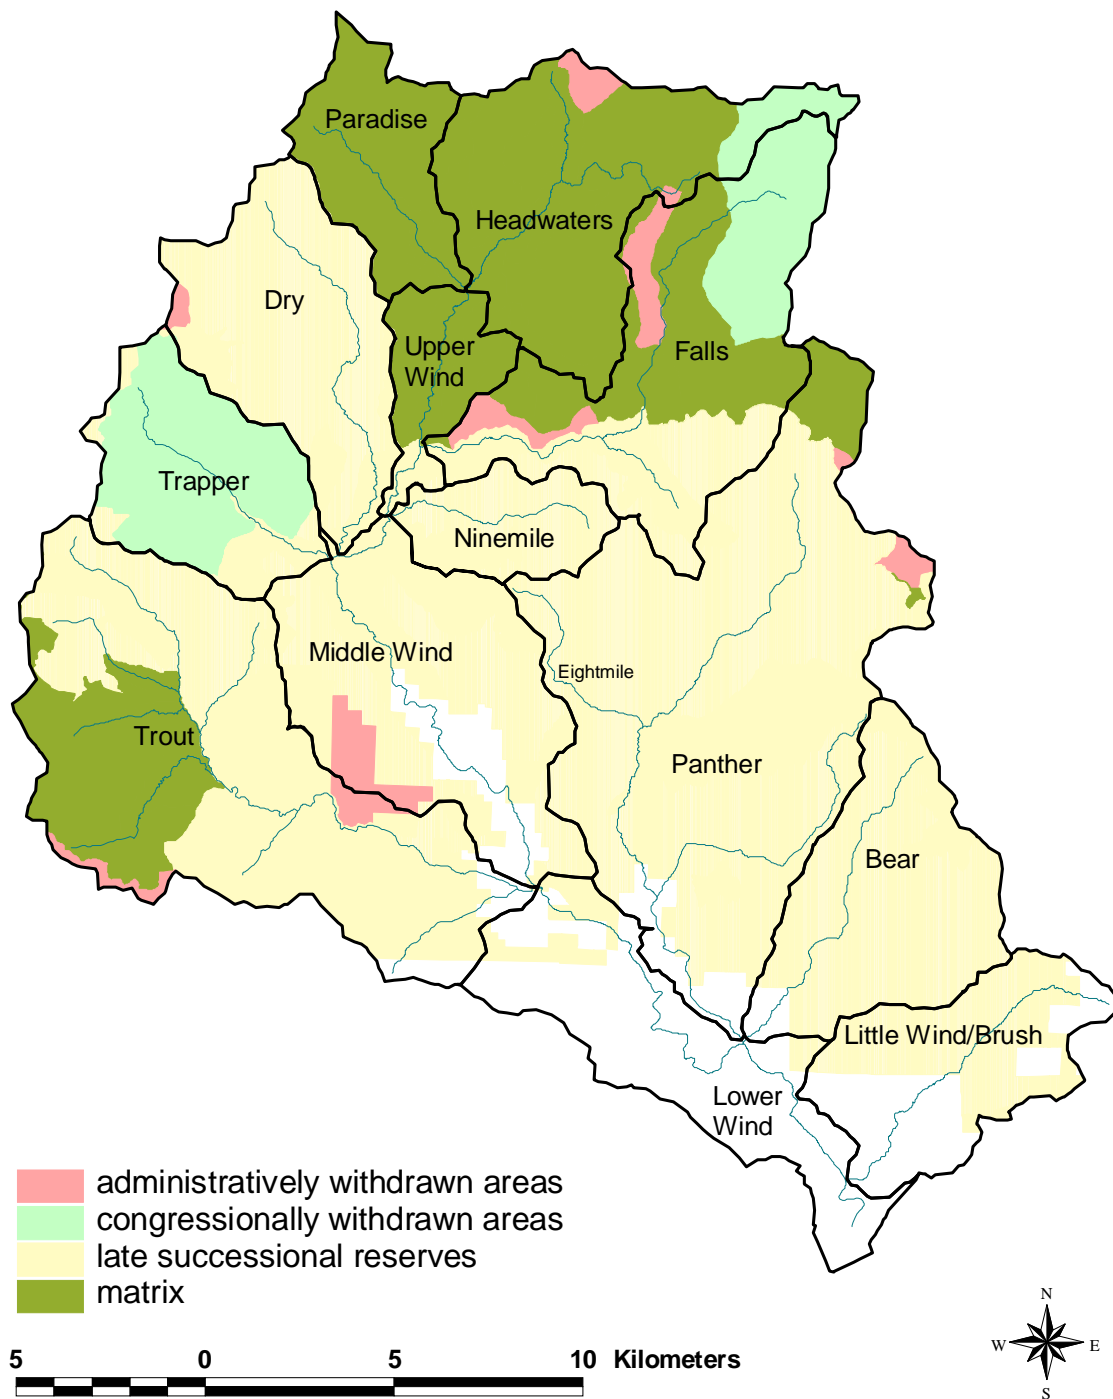 Paradise
Headwaters
Dry
Upper
Wind
Falls
Trapper
Ninemile
Middle Wind
Eightmile
Trout
Panther
Bear
Little Wind/Brush
Lower
Wind
administratively withdrawn areas
congressionally withdrawn areas
late successional reserves
matrix
5 0 5 10 Kilometers
N
W E
S